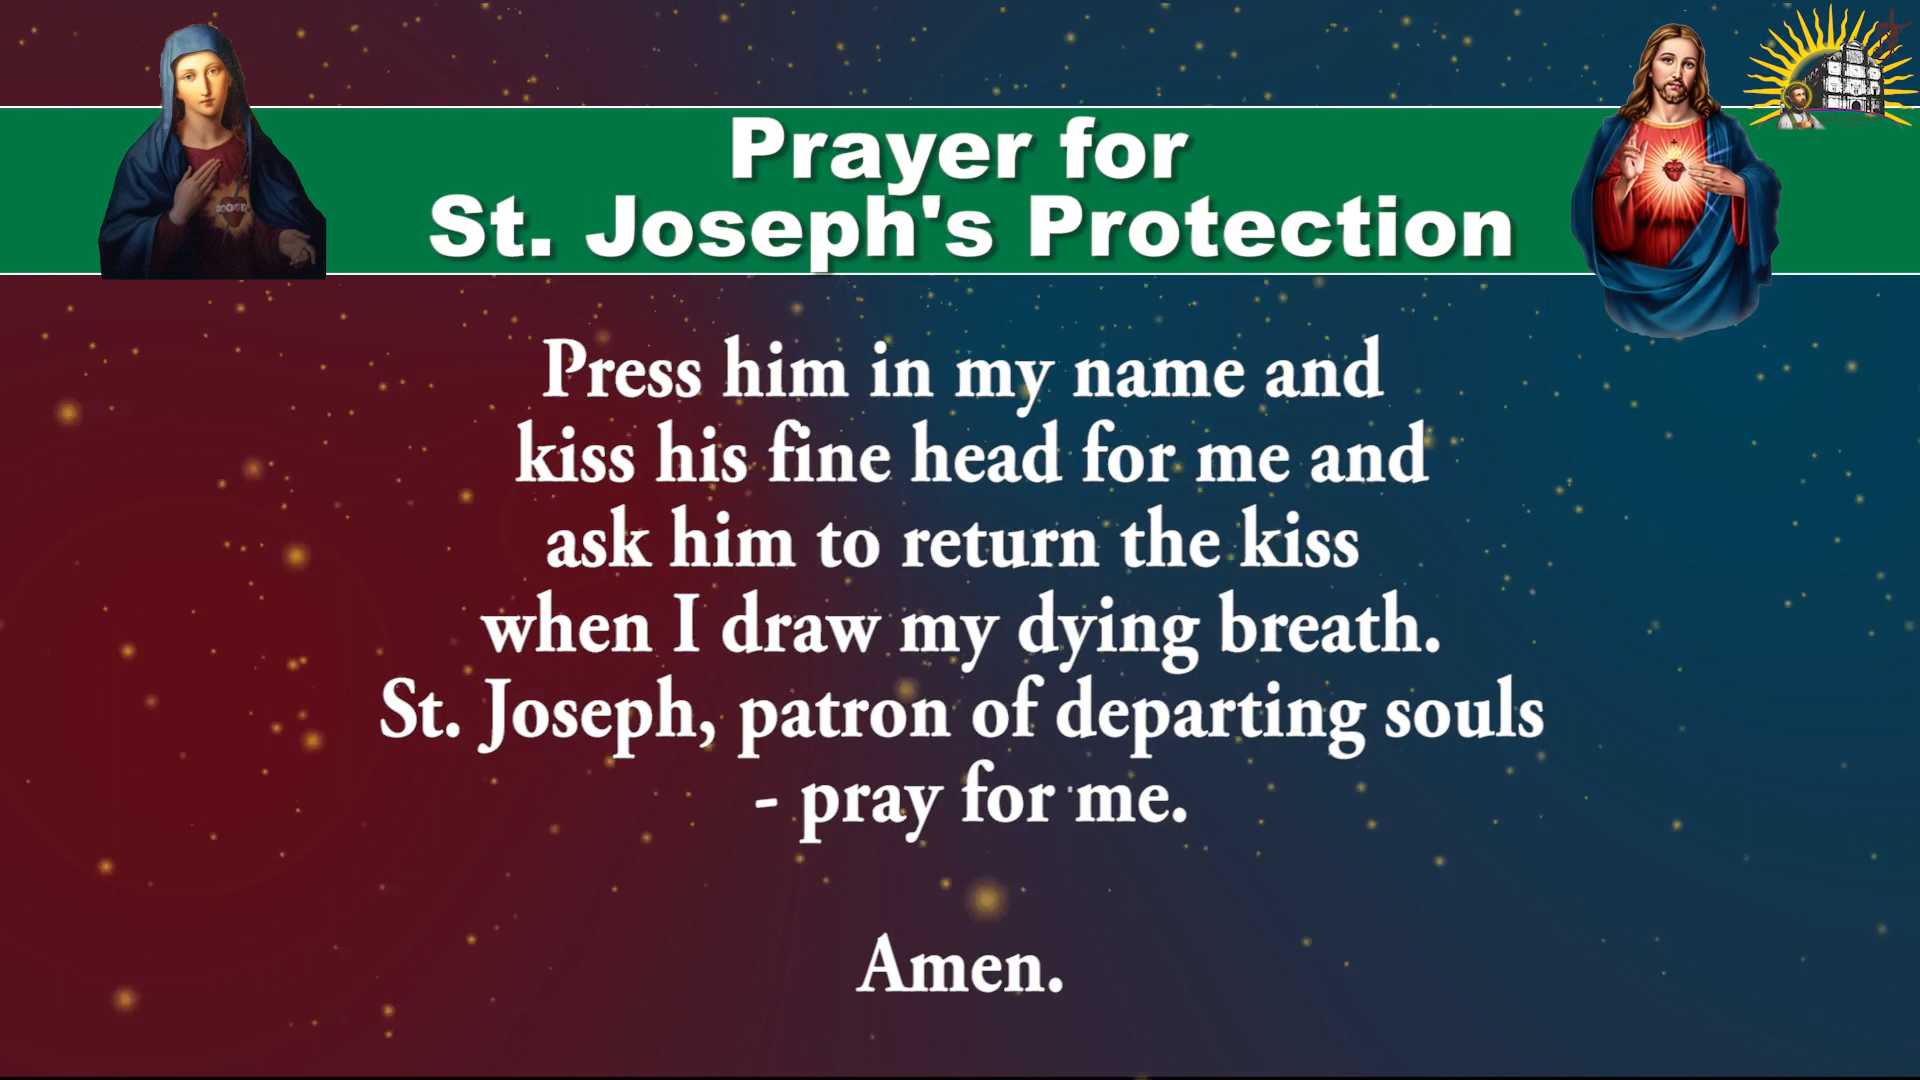 Prayer for
St. Joseph's Protection
Press him in my name and
kiss his fine head for me and
ask him to return the kiss
when I draw my dying breath.
St. Joseph, patron of departing souls
- pray for me.
Amen.